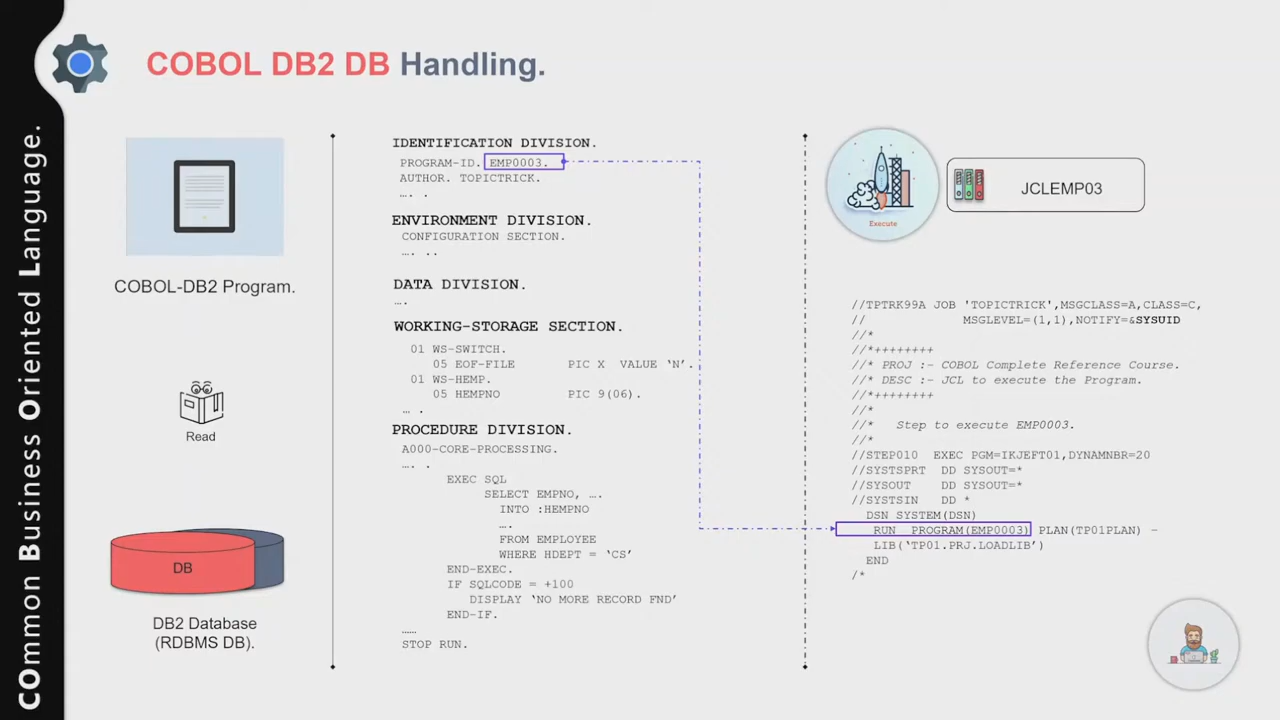 COmmon Business Oriented Language.
COBOL DB2 DB Handling.
COBOL-DB2 Program.
Read
DB
DB2 Database
(RDBMS DB).
IDENTIFICATION DIVISION.
PROGRAM-ID. EMP0003.
AUTHOR. TOPICTRICK.
…. .
ENVIRONMENT DIVISION.
CONFIGURATION SECTION.
…. ..
DATA DIVISION.
….
WORKING-STORAGE SECTION.
01 WS-SWITCH.
05 EOF-FILE PIC X VALUE ‘N’.
01 WS-HEMP.
05 HEMPNO PIC 9(06).
… .
PROCEDURE DIVISION.
A000-CORE-PROCESSING.
…. .
EXEC SQL
SELECT EMPNO, ….
INTO :HEMPNO
….
FROM EMPLOYEE
WHERE HDEPT = ‘CS’
END-EXEC.
IF SQLCODE = +100
DISPLAY ‘NO MORE RECORD FND’
END-IF.
……
STOP RUN.
Execute
JCLEMP03
//TPTRK99A JOB 'TOPICTRICK',MSGCLASS=A,CLASS=C,
// MSGLEVEL=(1,1),NOTIFY=&SYSUID
//*
//*++++++++
//* PROJ :- COBOL Complete Reference Course.
//* DESC :- JCL to execute the Program.
//*++++++++
//*
//* Step to execute EMP0003.
//*
//STEP010 EXEC PGM=IKJEFT01,DYNAMNBR=20
//SYSTSPRT DD SYSOUT=*
//SYSOUT DD SYSOUT=*
//SYSTSIN DD *
DSN SYSTEM(DSN)
RUN PROGRAM(EMP0003) PLAN(TP01PLAN) –
LIB(‘TP01.PRJ.LOADLIB’)
END
/*